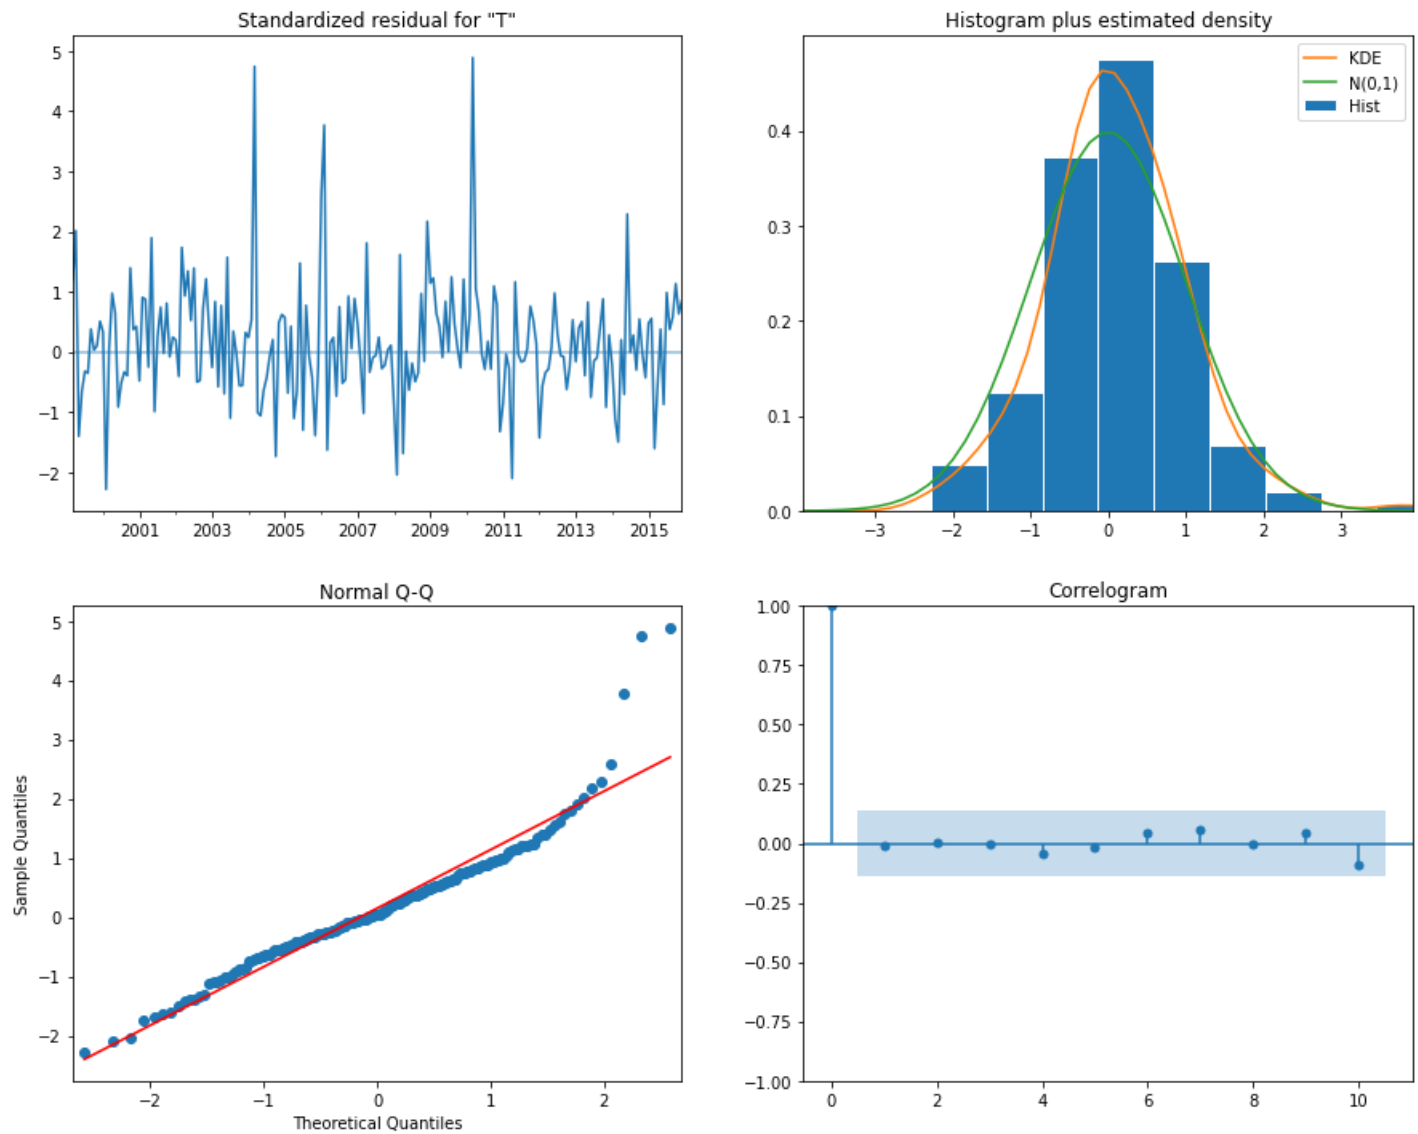 Standardized residual for "T"
5
4
3
2
1
0
−1
−2
2001 2003 2005 2007 2009 2011 2013 2015
Histogram plus estimated density
KDE
N(0,1)
Hist
0.4
0.3
0.2
0.1
0.0
−3 −2 −1 0 1 2 3
Normal Q-Q
Sample Quantiles
5
4
3
2
1
0
−1
−2
−2 −1 0 1 2
Theoretical Quantiles
Correlogram
1.00
0.75
0.50
0.25
0.00
−0.25
−0.50
−0.75
−1.00
0 2 4 6 8 10